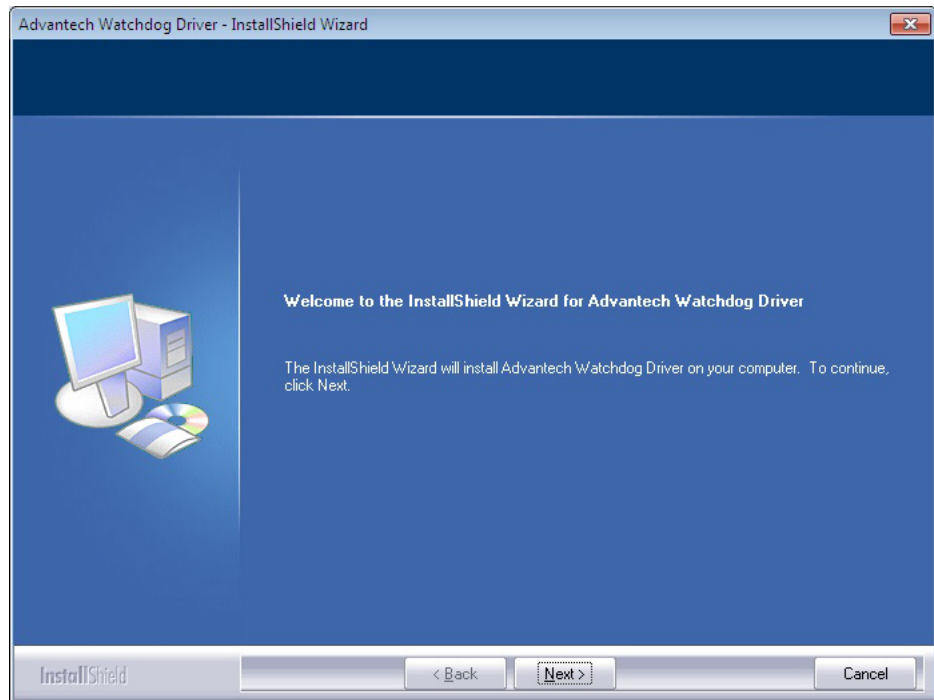 Advantech Watchdog Driver - InstallShield Wizard
Welcome to the InstallShield Wizard for Advantech Watchdog Driver
The InstallShield Wizard will install Advantech Watchdog Driver on your computer. To continue,
click Next.
InstallShield
< Back
Next >
Cancel